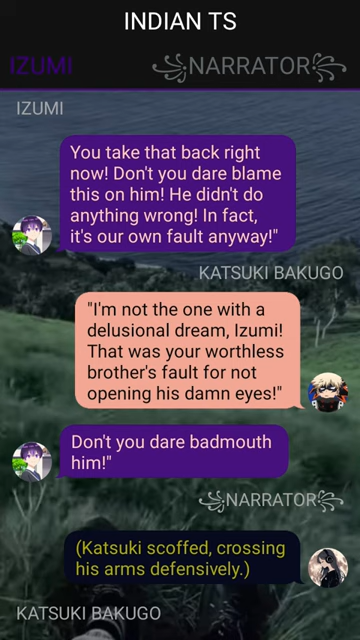 INDIAN TS
IZUMI
꧁NARRATOR꧂
IZUMI
You take that back right
now! Don't you dare blame
this on him! He didn't do
anything wrong! In fact,
it's our own fault anyway!"
KATSUKI BAKUGO
"I'm not the one with a
delusional dream, Izumi!
That was your worthless
brother's fault for not
opening his damn eyes!"
Don't you dare badmouth
him!"
꧁NARRATOR꧂
(Katsuki scoffed, crossing
his arms defensively.)
KATSUKI BAKUGO